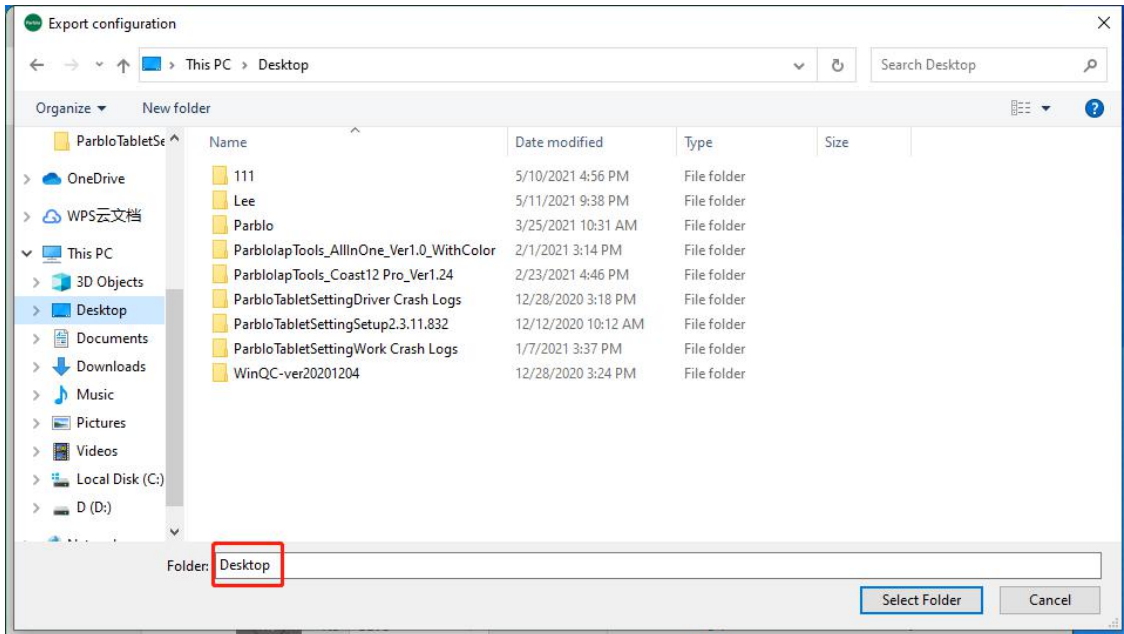 Parblo Export configuration
This PC > Desktop
Search Desktop
Organize New folder
ParbloTabletSe
OneDrive
WPS云文档
This PC
3D Objects
Desktop
Documents
Downloads
Music
Pictures
Videos
Local Disk (C:)
D (D:)
Name Date modified Type Size
111 5/10/2021 4:56 PM File folder
Lee 5/11/2021 9:38 PM File folder
Parblo 3/25/2021 10:31 AM File folder
ParbloIapTools_AllInOne_Ver1.0_WithColor 2/1/2021 3:14 PM File folder
ParbloIapTools_Coast12 Pro_Ver1.24 2/23/2021 4:46 PM File folder
ParbloTabletSettingDriver Crash Logs 12/28/2020 3:18 PM File folder
ParbloTabletSettingSetup2.3.11.832 12/12/2020 10:12 AM File folder
ParbloTabletSettingWork Crash Logs 1/7/2021 3:37 PM File folder
WinQC-ver20201204 12/28/2020 3:24 PM File folder
Folder: Desktop
Select Folder Cancel